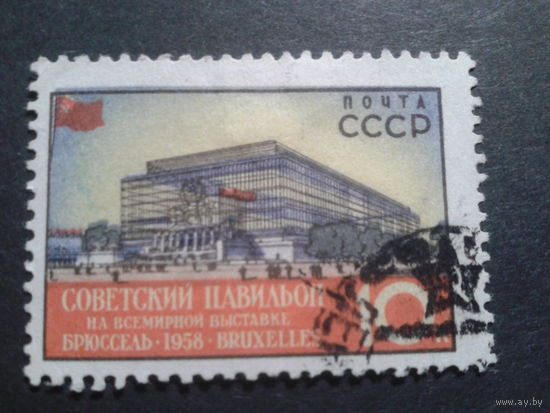 ПОЧТА
СССР
СОВЕТСКИЙ ПАВИЛЬОН
НА ВСЕМИРНОЙ ВЫСТАВКЕ
БРЮССЕЛЬ · 1958 · BRUXELLES
www.ay.by